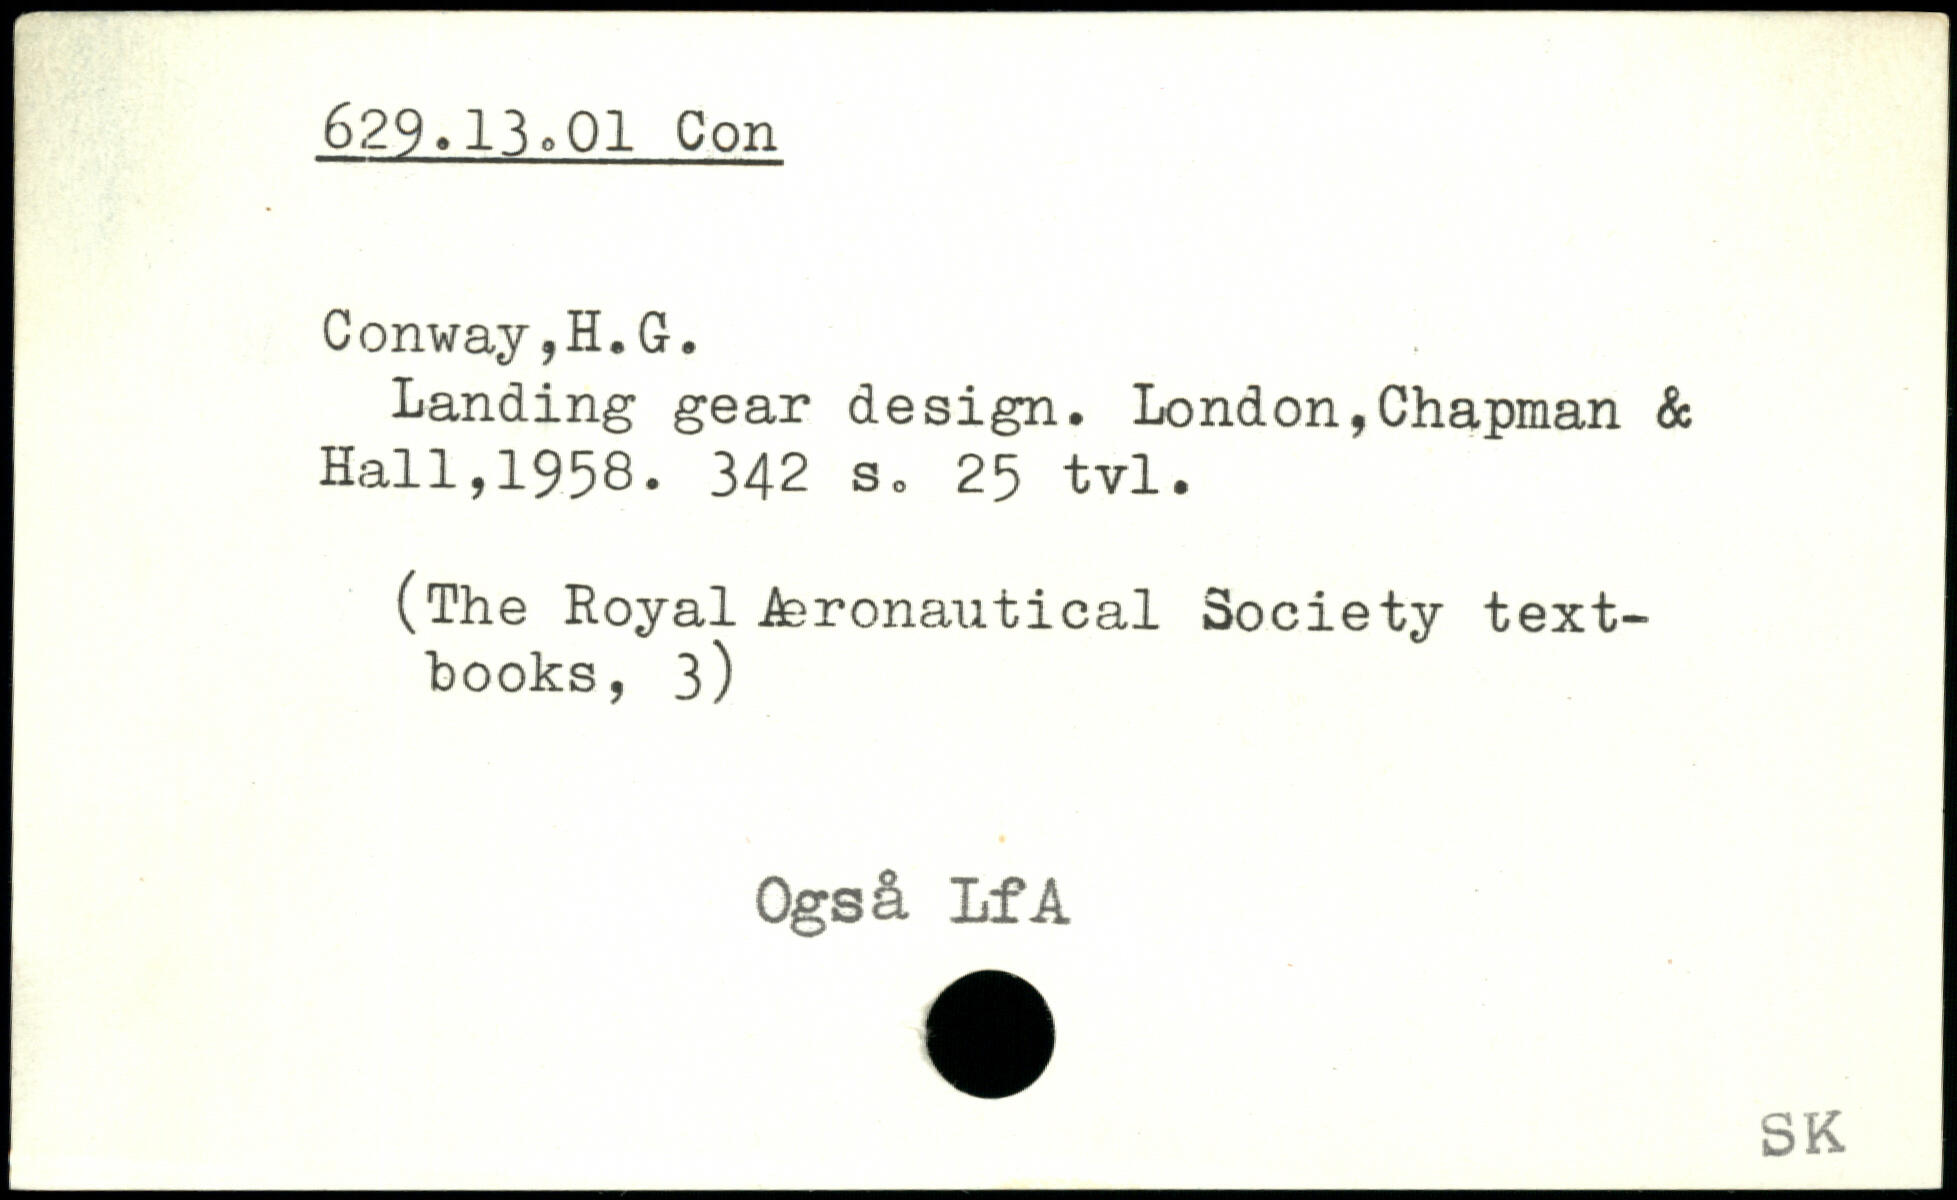 629.13.01 Con
Conway,H.G.
Landing gear design. London,Chapman &
Hall,1958. 342 s. 25 tvl.
(The Royal Æronautical Society text-
books, 3)
Også LfA
SK